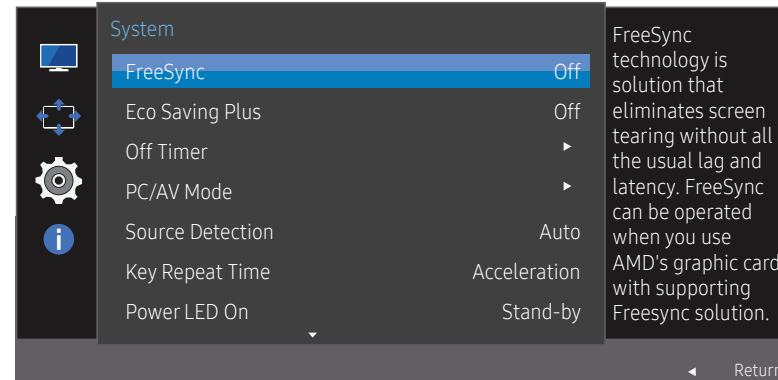 System
FreeSync Off
Eco Saving Plus Off
Off Timer
PC/AV Mode
Source Detection Auto
Key Repeat Time Acceleration
Power LED On Stand-by
FreeSync
technology is
solution that
eliminates screen
tearing without all
the usual lag and
latency. FreeSync
can be operated
when you use
AMD's graphic card
with supporting
Freesync solution.
Return